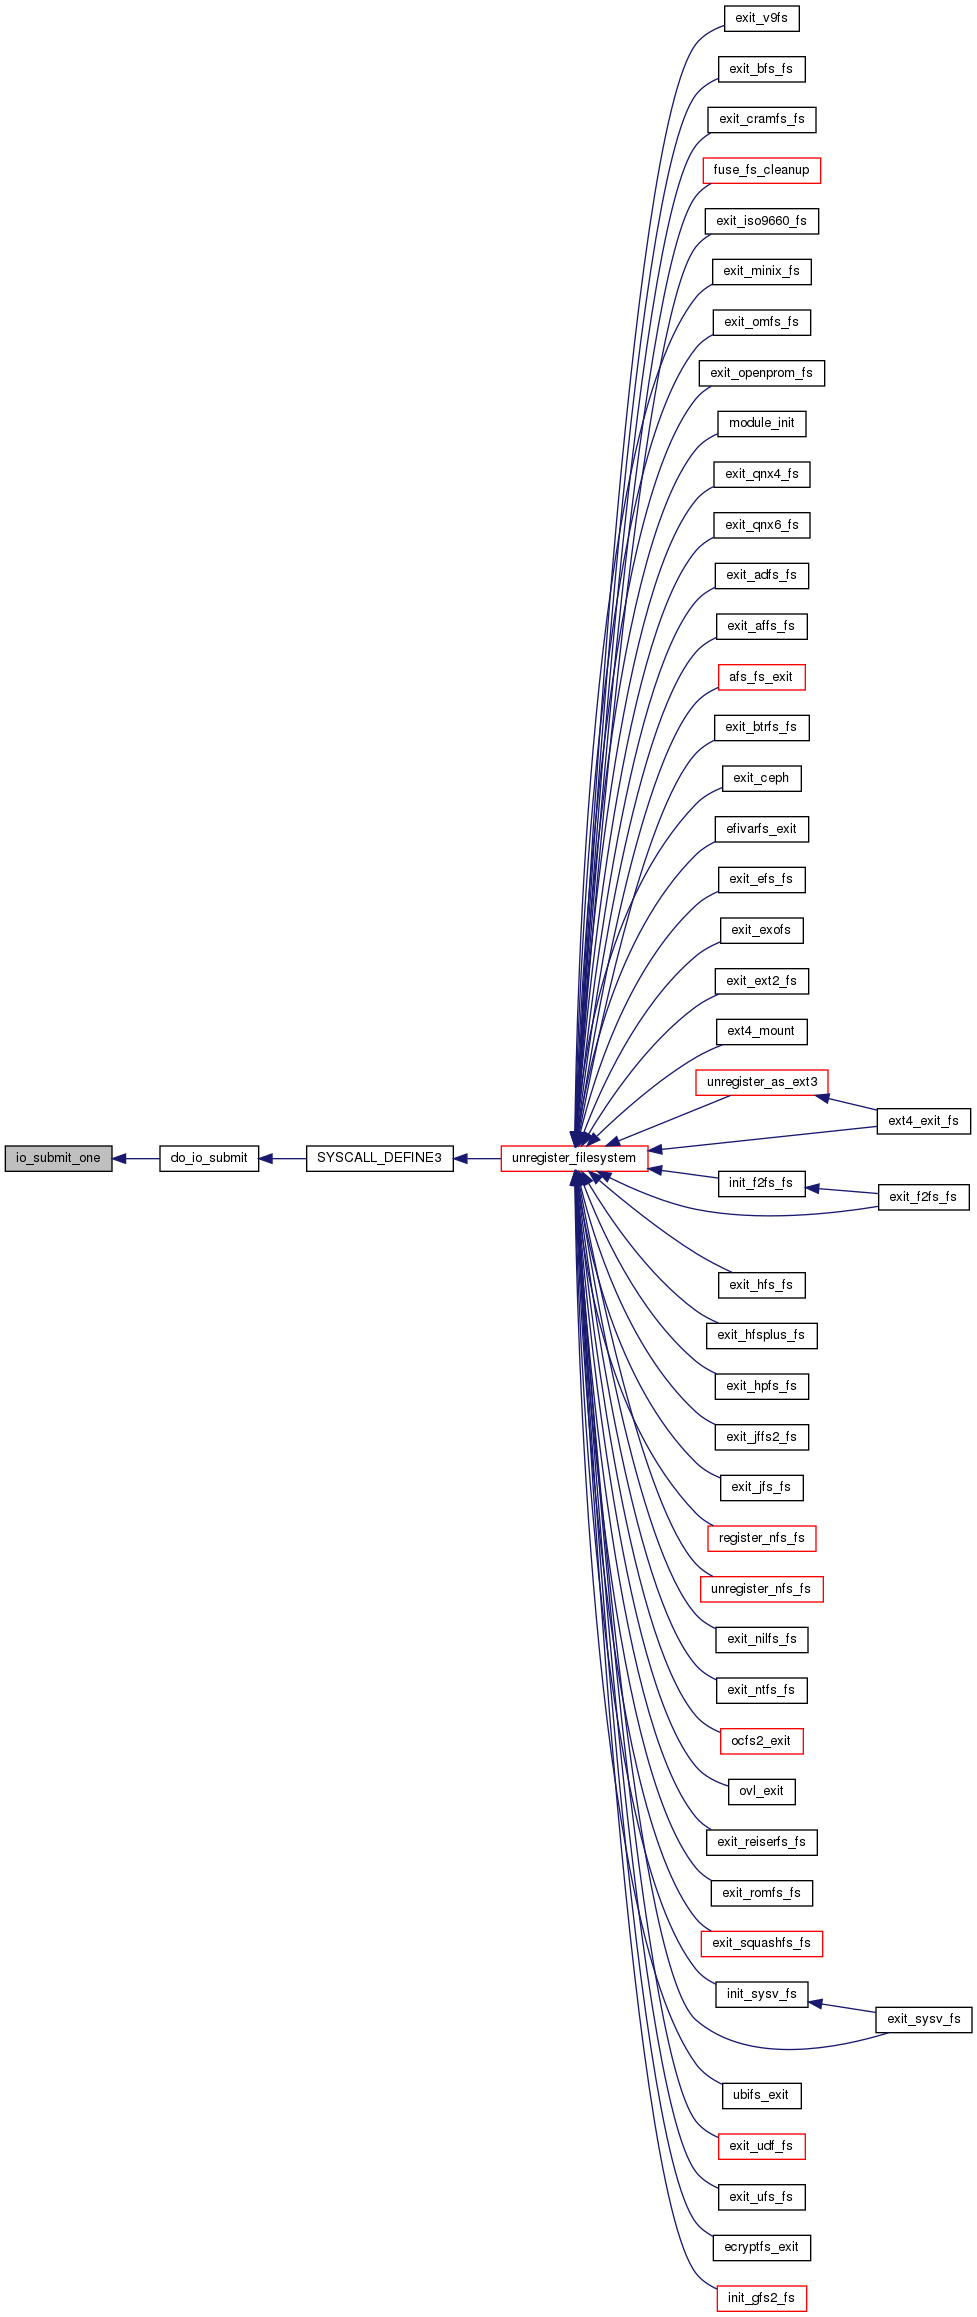 exit_v9fs
exit_bfs_fs
exit_cramfs_fs
fuse_fs_cleanup
exit_iso9660_fs
exit_minix_fs
exit_omfs_fs
exit_openprom_fs
module_init
exit_qnx4_fs
exit_qnx6_fs
exit_adfs_fs
exit_affs_fs
afs_fs_exit
exit_btrfs_fs
exit_ceph
efivarfs_exit
exit_efs_fs
exit_exofs
exit_ext2_fs
ext4_mount
unregister_as_ext3
ext4_exit_fs
io_submit_one
do_io_submit
SYSCALL_DEFINE3
unregister_filesystem
init_f2fs_fs
exit_f2fs_fs
exit_hfs_fs
exit_hfsplus_fs
exit_hpfs_fs
exit_jffs2_fs
exit_jfs_fs
register_nfs_fs
unregister_nfs_fs
exit_nilfs_fs
exit_ntfs_fs
ocfs2_exit
ovl_exit
exit_reiserfs_fs
exit_romfs_fs
exit_squashfs_fs
init_sysv_fs
exit_sysv_fs
ubifs_exit
exit_udf_fs
exit_ufs_fs
ecryptfs_exit
init_gfs2_fs